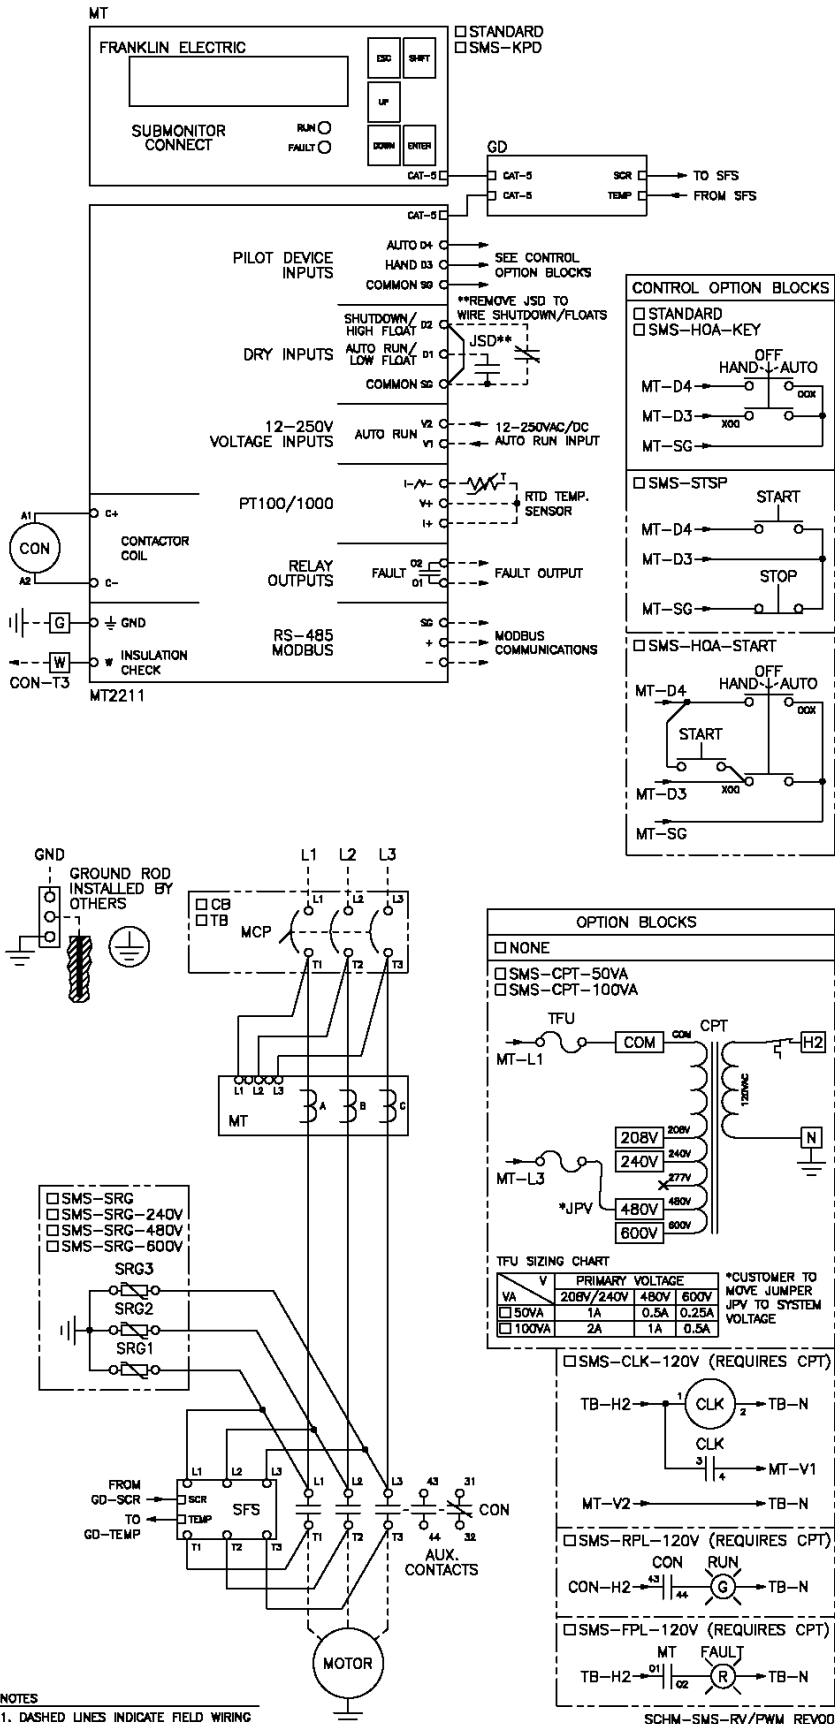 MT
FRANKLIN ELECTRIC
ESC
SHIFT
UP
DOWN
ENTER
SUBMONITOR
CONNECT
RUN
FAULT
CAT-5
□ STANDARD
□ SMS-KPD
GD
CAT-5
SCR
TO SFS
CAT-5
TEMP
FROM SFS
CAT-5
PILOT DEVICE
INPUTS
AUTO D4
HAND D3
COMMON SG
SEE CONTROL
OPTION BLOCKS
**REMOVE JSD TO
WIRE SHUTDOWN/FLOATS
DRY INPUTS
SHUTDOWN/
HIGH FLOAT
D2
AUTO RUN/
LOW FLOAT
D1
COMMON SG
JSD**
12-250V
VOLTAGE INPUTS
AUTO RUN
V2
V1
12-250VAC/DC
AUTO RUN INPUT
PT100/1000
I-/V-
V+
I+
T
RTD TEMP.
SENSOR
A1
CON
A2
C+
CONTACTOR
COIL
C-
RELAY
OUTPUTS
FAULT
O2
O1
FAULT OUTPUT
G
GND
W
W
INSULATION
CHECK
CON-T3
RS-485
MODBUS
SG
+
-
MODBUS
COMMUNICATIONS
MT2211
CONTROL OPTION BLOCKS
□ STANDARD
□ SMS-HOA-KEY
OFF
HAND
AUTO
MT-D4
OOX
MT-D3
XOO
MT-SG
□ SMS-STSP
START
MT-D4
MT-D3
STOP
MT-SG
□ SMS-HOA-START
OFF
HAND
AUTO
MT-D4
OOX
START
MT-D3
XOO
MT-SG
GND
GROUND ROD
INSTALLED BY
OTHERS
L1 L2 L3
□ CB
□ TB
MCP
L1 L2 L3
T1 T2 T3
L1 L2 L3
MT
A B C
□ SMS-SRG
□ SMS-SRG-240V
□ SMS-SRG-480V
□ SMS-SRG-600V
SRG3
SRG2
SRG1
L1 L2 L3
FROM
GD-SCR
SCR
SFS
TO
GD-TEMP
TEMP
T1 T2 T3
L1 L2 L3 43 31
CON
T1 T2 T3 44 32
AUX.
CONTACTS
MOTOR
OPTION BLOCKS
□ NONE
□ SMS-CPT-50VA
□ SMS-CPT-100VA
TFU
CPT
MT-L1
COM
COM
H2
120VAC
208V
208V
N
240V
240V
MT-L3
277V
*JPV
480V
480V
600V
600V
TFU SIZING CHART
V
VA
PRIMARY VOLTAGE
208V/240V 480V 600V
□ 50VA 1A 0.5A 0.25A
□ 100VA 2A 1A 0.5A
*CUSTOMER TO
MOVE JUMPER
JPV TO SYSTEM
VOLTAGE
□ SMS-CLK-120V (REQUIRES CPT)
TB-H2
1
CLK
2
TB-N
CLK
3
4
MT-V1
MT-V2
TB-N
□ SMS-RPL-120V (REQUIRES CPT)
CON
RUN
CON-H2
43
44
G
TB-N
□ SMS-FPL-120V (REQUIRES CPT)
MT
FAULT
TB-H2
O1
O2
R
TB-N
NOTES
1. DASHED LINES INDICATE FIELD WIRING
SCHM-SMS-RV/PWM REV00